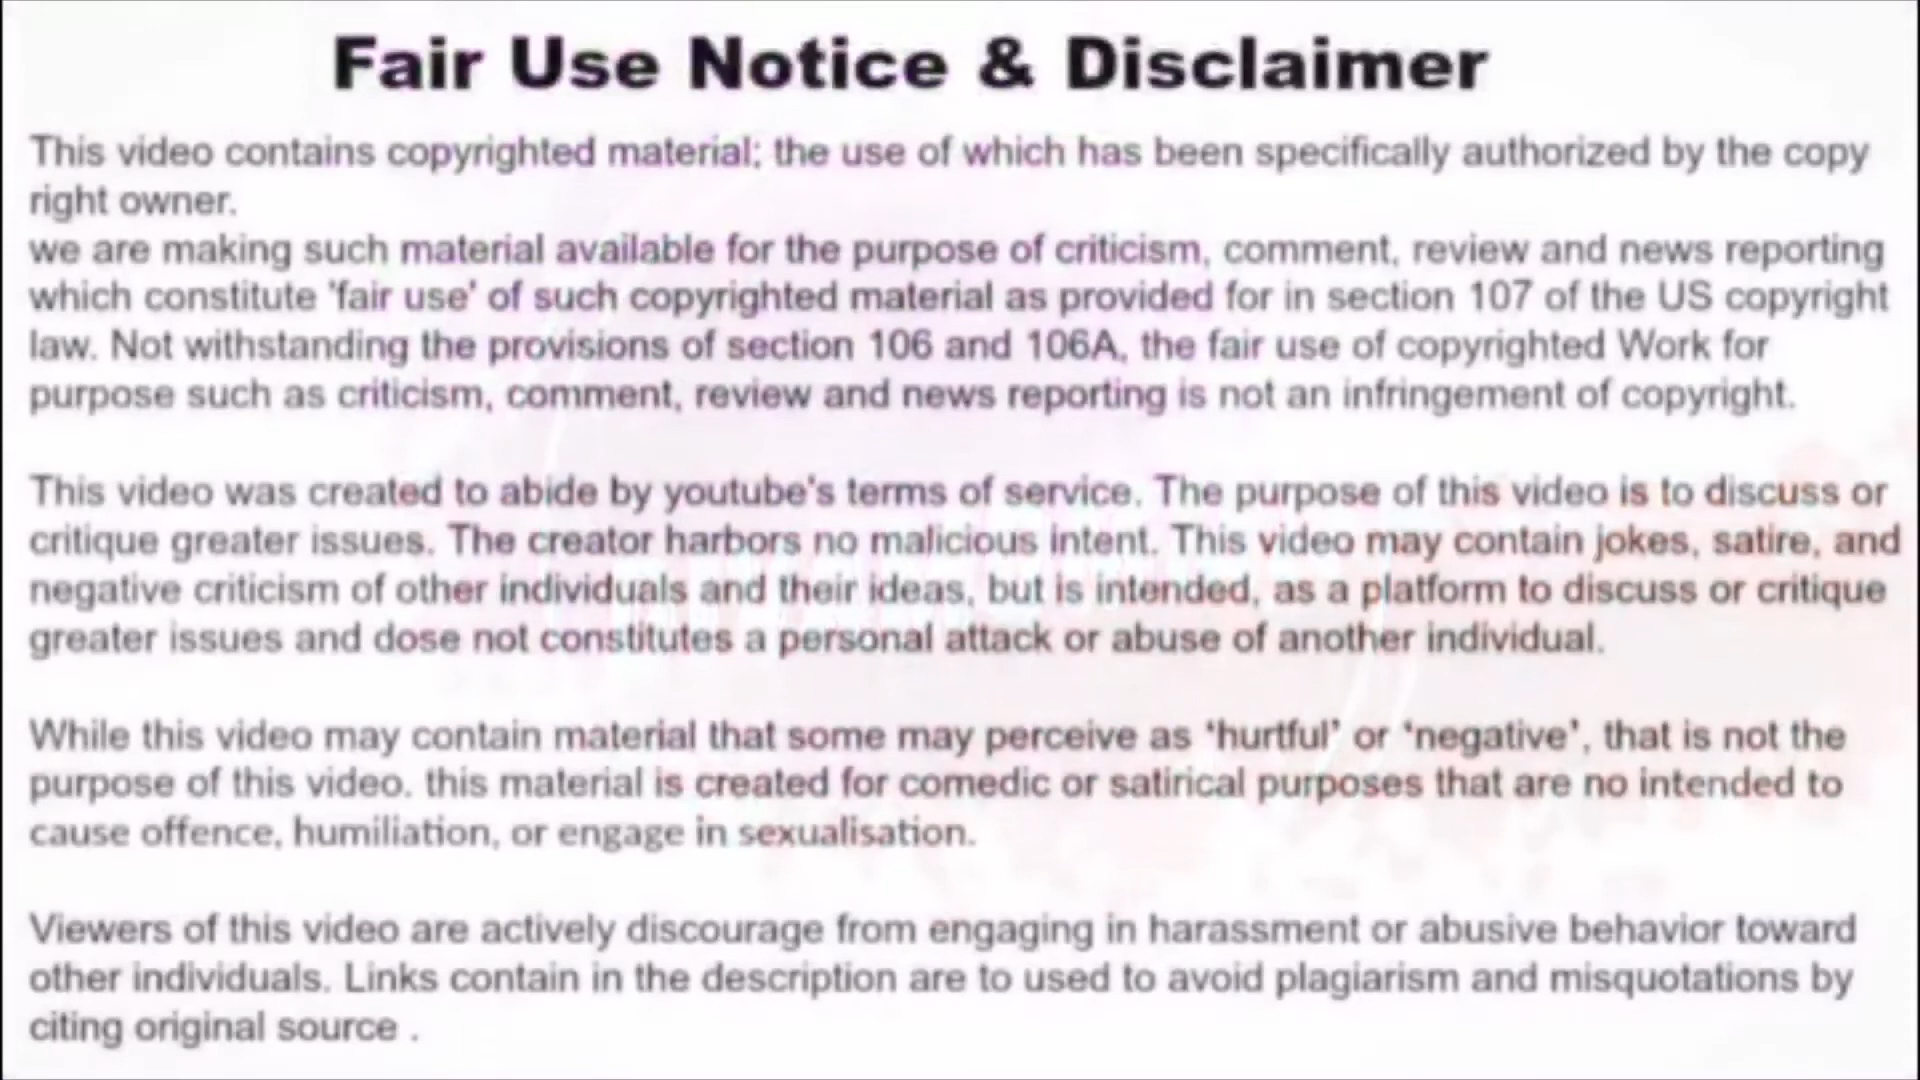 Fair Use Notice & Disclaimer
This video contains copyrighted material; the use of which has been specifically authorized by the copy
right owner.
we are making such material available for the purpose of criticism, comment, review and news reporting
which constitute 'fair use' of such copyrighted material as provided for in section 107 of the US copyright
law. Not withstanding the provisions of section 106 and 106A, the fair use of copyrighted Work for
purpose such as criticism, comment, review and news reporting is not an infringement of copyright.
This video was created to abide by youtube's terms of service. The purpose of this video is to discuss or
critique greater issues. The creator harbors no malicious intent. This video may contain jokes, satire, and
negative criticism of other individuals and their ideas, but is intended, as a platform to discuss or critique
greater issues and dose not constitutes a personal attack or abuse of another individual.
While this video may contain material that some may perceive as ‘hurtful’ or ‘negative’, that is not the
purpose of this video. this material is created for comedic or satirical purposes that are no intended to
cause offence, humiliation, or engage in sexualisation.
Viewers of this video are actively discourage from engaging in harassment or abusive behavior toward
other individuals. Links contain in the description are to used to avoid plagiarism and misquotations by
citing original source .